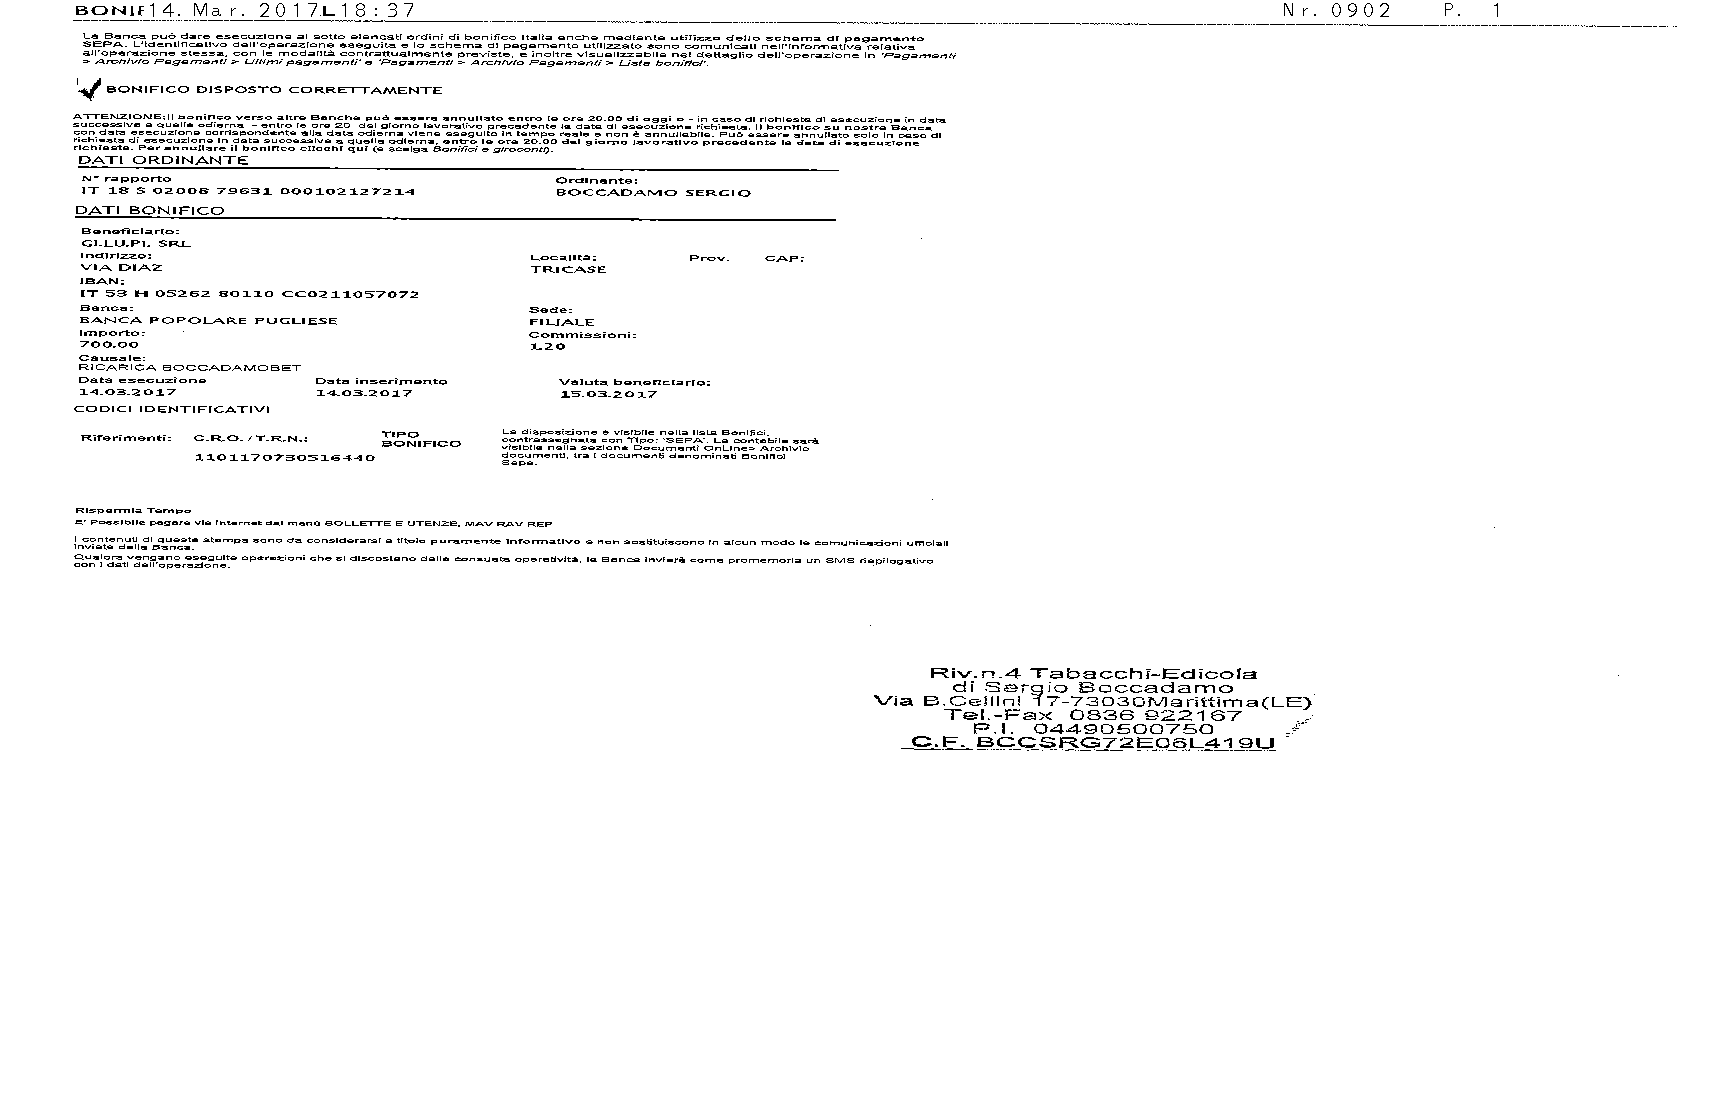 BONIF14. Mar. 2017 L18:37 Nr. 0902 P. 1
La Banca può dare esecuzione ai sotto elencati ordini di bonifico Italia anche mediante utilizzo dello schema di pagamento
SEPA. L'identificativo dell'operazione eseguita e lo schema di pagamento utilizzato sono comunicati nell'informativa relativa
all'operazione stessa, con le modalità contrattualmente previste, e inoltre visualizzabile nel dettaglio dell'operazione in 'Pagamenti
> Archivio Pagamenti > Ultimi pagamenti' e 'Pagamenti > Archivio Pagamenti > Lista bonifici'.
BONIFICO DISPOSTO CORRETTAMENTE
ATTENZIONE:Il bonifico verso altre Banche può essere annullato entro le ore 20.00 di oggi o - in caso di richiesta di esecuzione in data
successiva a quella odierna - entro le ore 20 del giorno lavorativo precedente la data di esecuzione richiesta. Il bonifico su nostra Banca
con data esecuzione corrispondente alla data odierna viene eseguito in tempo reale e non è annullabile. Può essere annullato solo in caso di
richiesta di esecuzione in data successiva a quella odierna, entro le ore 20.00 del giorno lavorativo precedente la data di esecuzione
richiesta. Per annullare il bonifico clicchi qui (e scelga Bonifici e giroconti).
DATI ORDINANTE
N° rapporto Ordinante:
IT 18 S 02008 79631 000102127214 BOCCADAMO SERGIO
DATI BONIFICO
Beneficiario:
GI.LU.PI. SRL
Indirizzo: Località: Prov. CAP:
VIA DIAZ TRICASE
IBAN:
IT 53 H 05262 80110 CC0211057072
Banca: Sede:
BANCA POPOLARE PUGLIESE FILIALE
Importo: Commissioni:
700.00 1.20
Causale:
RICARICA BOCCADAMOBET
Data esecuzione Data inserimento Valuta beneficiario:
14.03.2017 14.03.2017 15.03.2017
CODICI IDENTIFICATIVI
Riferimenti: C.R.O./T.R.N.: TIPO BONIFICO
1101170730516440
La disposizione è visibile nella lista Bonifici,
contrassegnata con Tipo: 'SEPA'. La contabile sarà
visibile nella sezione Documenti OnLine> Archivio
documenti, tra i documenti denominati Bonifici
Sepa.
Risparmia Tempo
E' Possibile pagare via Internet dal menù BOLLETTE E UTENZE, MAV RAV REP
I contenuti di questa stampa sono da considerarsi a titolo puramente informativo e non sostituiscono in alcun modo le comunicazioni ufficiali
inviate dalla Banca.
Qualora vengano eseguite operazioni che si discostano dalla consueta operatività, la Banca invierà come promemoria un SMS riepilogativo
con i dati dell'operazione.
Riv.n.4 Tabacchi-Edicola
di Sergio Boccadamo
Via B.Cellini 17-73030Marittima(LE)
Tel.-Fax 0836 922167
P.I. 04490500750
C.F. BCCSRG72E06L419U